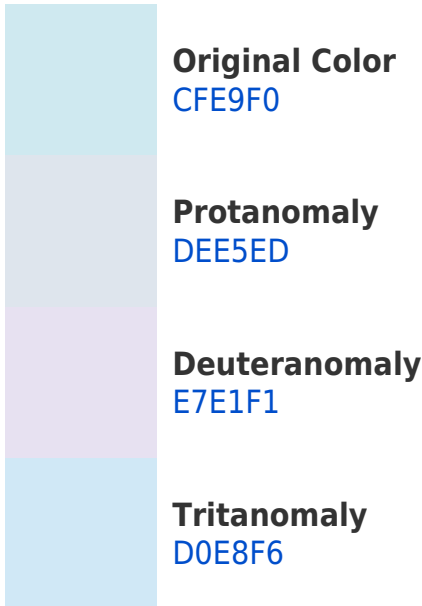 Original Color
CFE9F0
Protanomaly
DEE5ED
Deuteranomaly
E7E1F1
Tritanomaly
D0E8F6